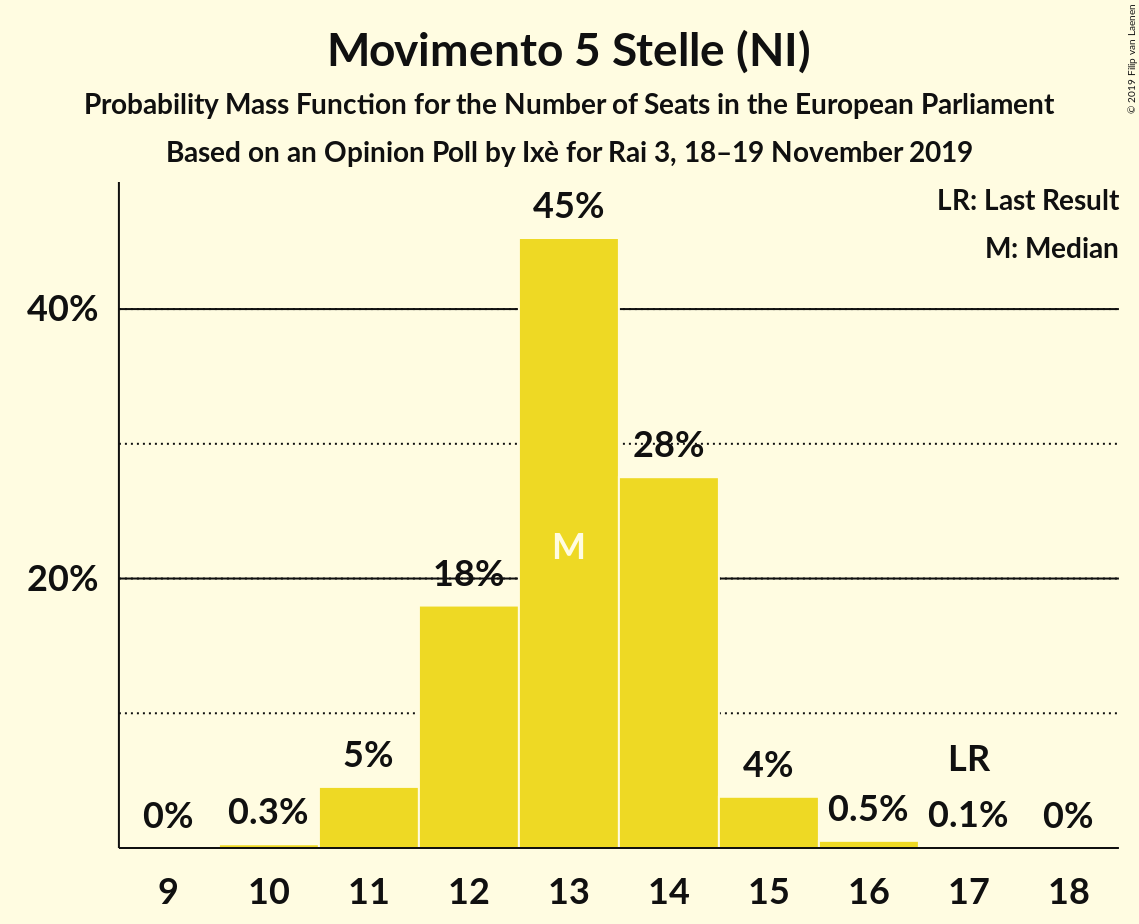 Movimento 5 Stelle (NI)
Probability Mass Function for the Number of Seats in the European Parliament
Based on an Opinion Poll by Ixè for Rai 3, 18–19 November 2019
© 2019 Filip van Laenen
LR: Last Result
M: Median
45%
40%
28%
M
20%
18%
5%
4%
LR
0%
0.3%
0.5%
0.1%
0%
9 10 11 12 13 14 15 16 17 18